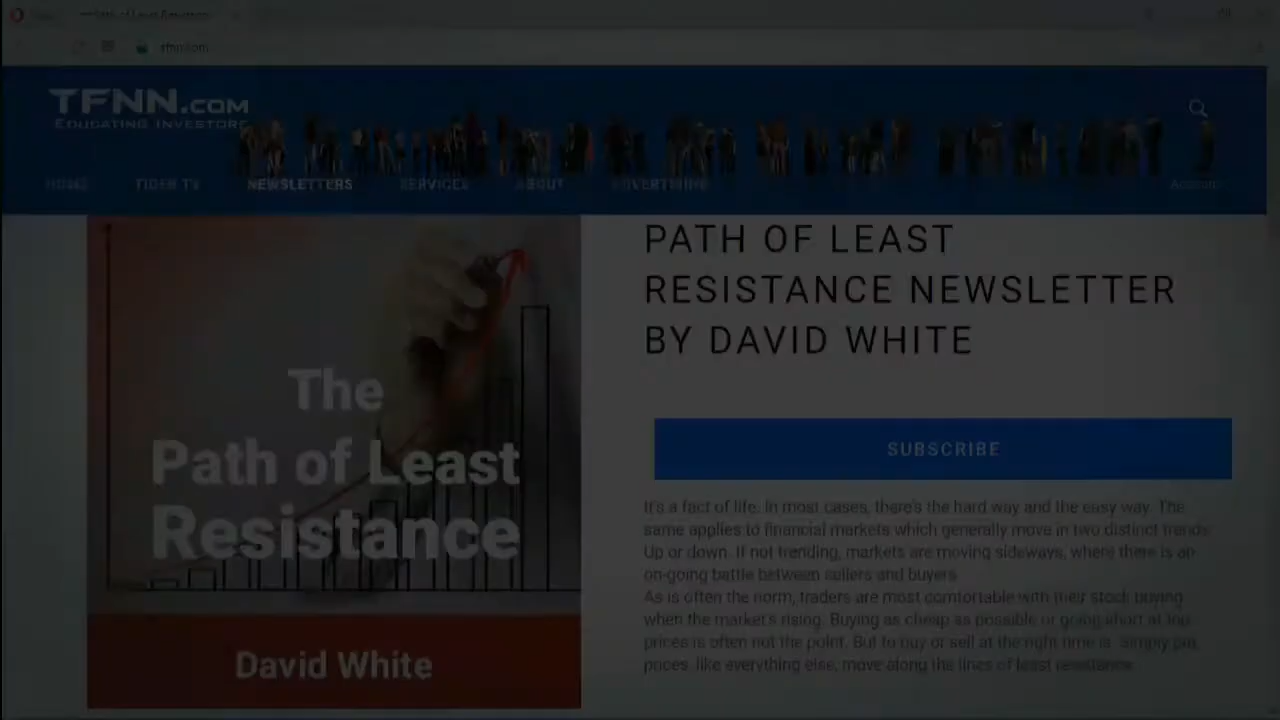 tfnn.com
TFNN.COM
EDUCATING INVESTORS
HOME
TIGER TV
NEWSLETTERS
SERVICES
ABOUT
ADVERTISING
Account
PATH OF LEAST
RESISTANCE NEWSLETTER
BY DAVID WHITE
SUBSCRIBE
The
Path of Least
Resistance
David White
It's a fact of life. In most cases, there's the hard way and the easy way. The
same applies to financial markets which generally move in two distinct trends.
Up or down. If not trending, markets are moving sideways, where there is an
on-going battle between sellers and buyers
As is often the norm, traders are most comfortable with their stock buying
when the market's rising. Buying as cheap as possible or going short at top
prices is often not the point. But to buy or sell at the right time is. Simply put,
prices, like everything else, move along the lines of least resistance